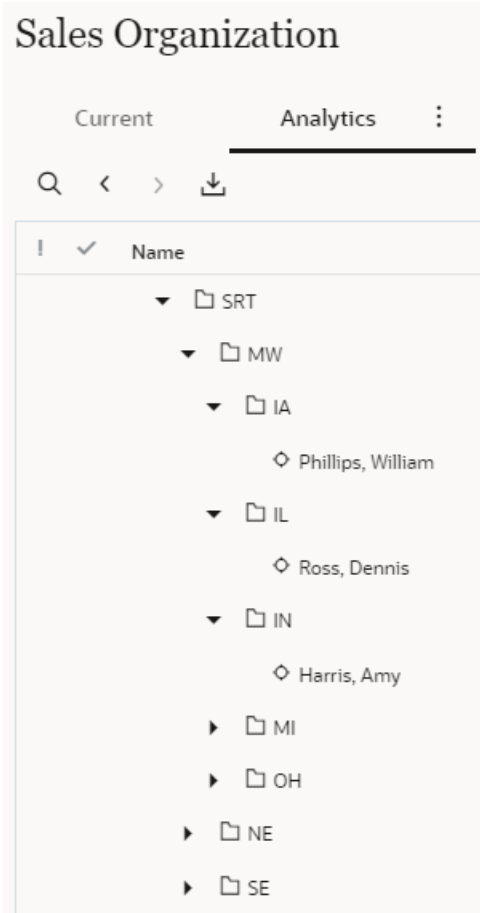 Sales Organization
Current Analytics
! Name
SRT
MW
IA
Phillips, William
IL
Ross, Dennis
IN
Harris, Amy
MI
OH
NE
SE